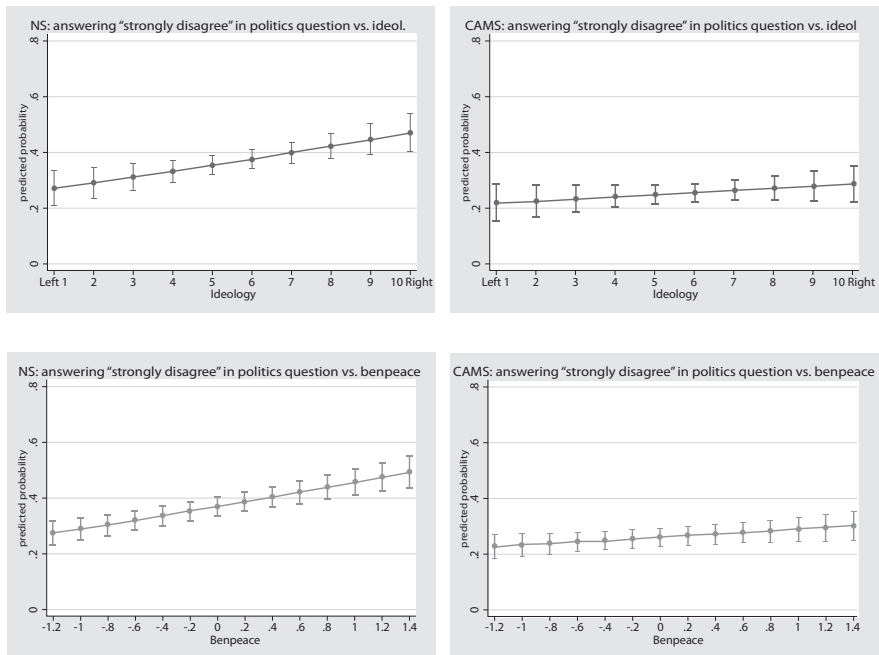 NS: answering “strongly disagree” in politics question vs. ideol.
.8
.6
.4
.2
0
predicted probability
Left 1 2 3 4 5 6 7 8 9 10 Right
Ideology
CAMS: answering “strongly disagree” in politics question vs. ideol
.8
.6
.4
.2
0
predicted probability
Left 1 2 3 4 5 6 7 8 9 10 Right
Ideology
NS: answering “strongly disagree” in politics question vs. benpeace
.8
.6
.4
.2
0
predicted probability
-1.2 -1 -.8 -.6 -.4 -.2 0 .2 .4 .6 .8 1 1.2 1.4
Benpeace
CAMS: answering “strongly disagree” in politics question vs. benpeace
.8
.6
.4
.2
0
predicted probability
-1.2 -1 -.8 -.6 -.4 -.2 0 .2 .4 .6 .8 1 1.2 1.4
Benpeace